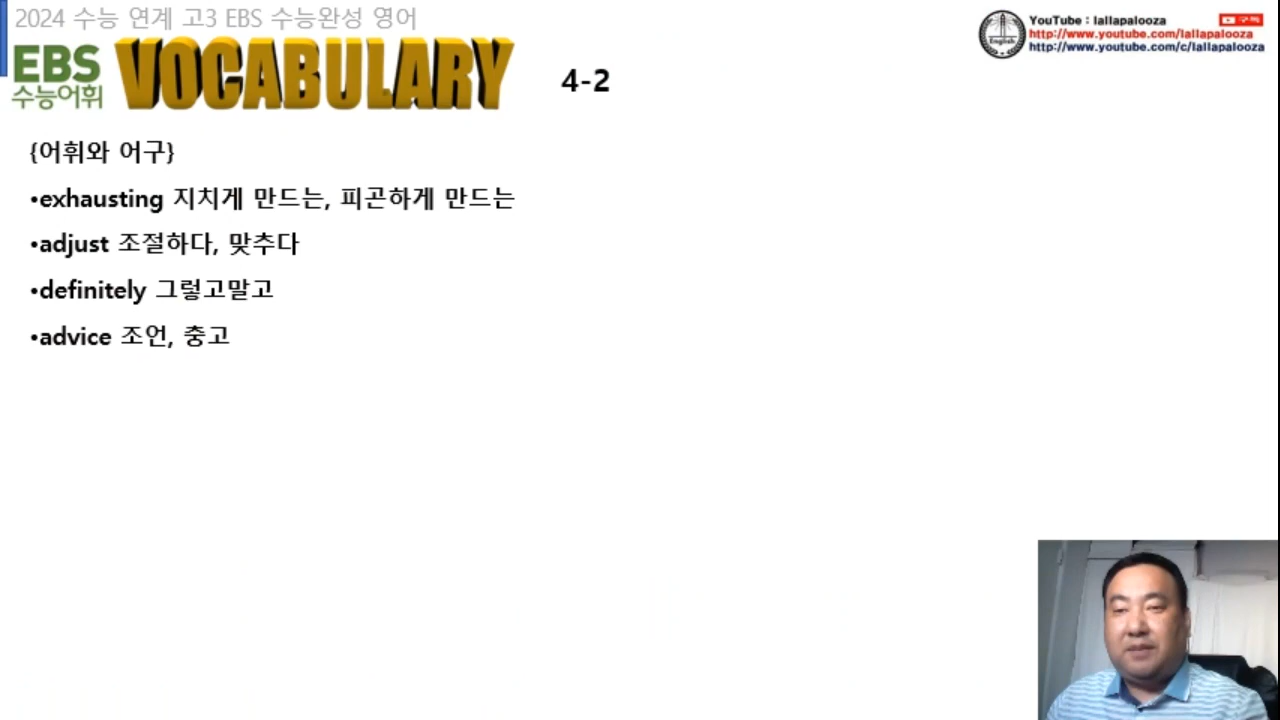 2024 수능 연계 고3 EBS 수능완성 영어
EBS
수능어휘
VOCABULARY
4-2
YouTube : lallapalooza
구독
http://www.youtube.com/lallapalooza
http://www.youtube.com/c/lallapalooza
English
{어휘와 어구}
•exhausting 지치게 만드는, 피곤하게 만드는
•adjust 조절하다, 맞추다
•definitely 그렇고말고
•advice 조언, 충고